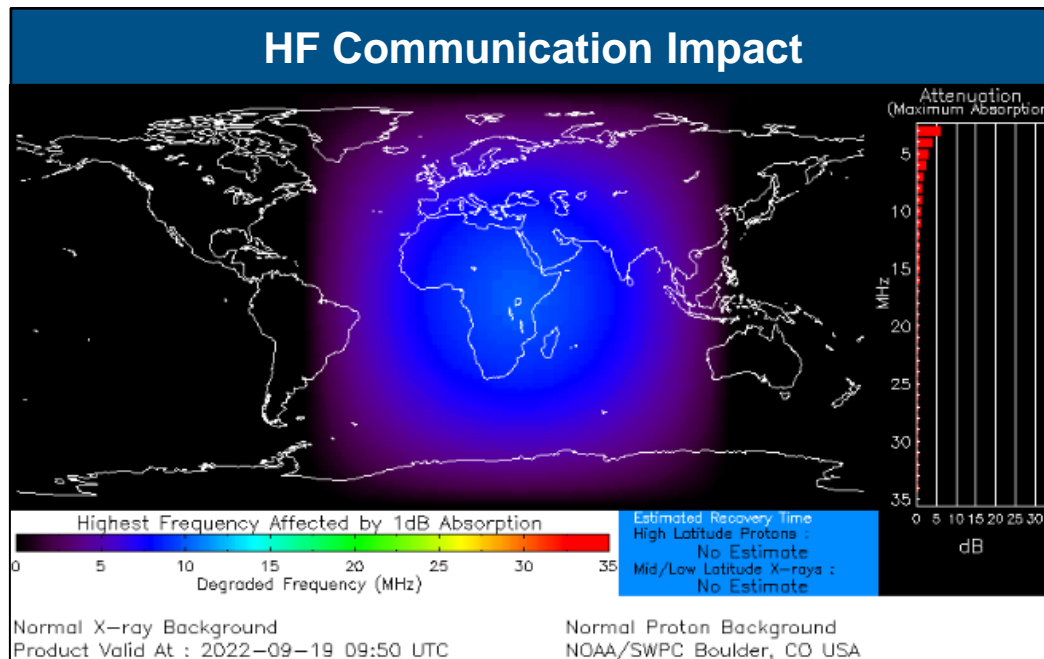 HF Communication Impact
Attenuation
(Maximum Absorption
5
10
15
20
25
30
35
MHz
0 5 10 15 20 25 30
dB
Highest Frequency Affected by 1dB Absorption
0 5 10 15 20 25 30 35
Degraded Frequency (MHz)
Estimated Recovery Time
High Latitude Protons :
No Estimate
Mid/Low Latitude X-rays :
No Estimate
Normal X-ray Background
Product Valid At : 2022-09-19 09:50 UTC
Normal Proton Background
NOAA/SWPC Boulder, CO USA